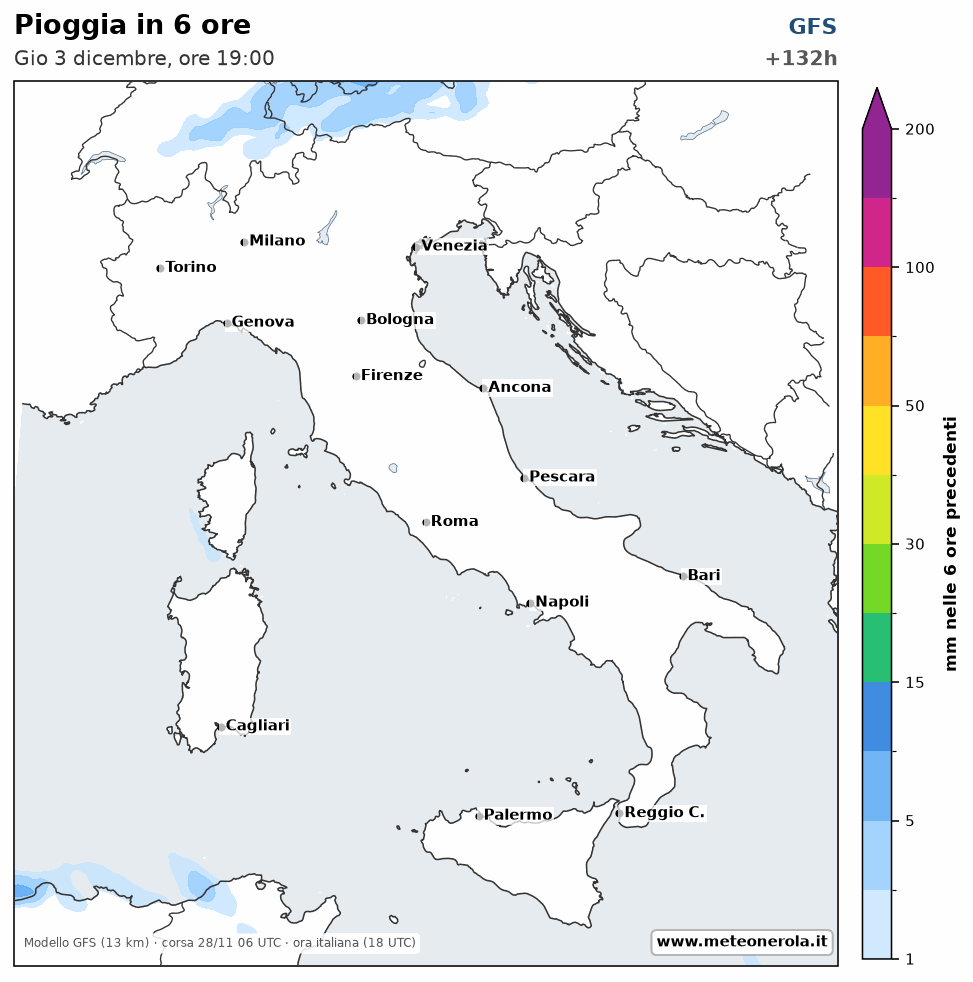 Pioggia in 6 ore
GFS
Gio 3 dicembre, ore 19:00
+132h
Milano
Venezia
Torino
Genova
Bologna
Firenze
Ancona
Pescara
Roma
Bari
Napoli
Cagliari
Palermo
Reggio C.
Modello GFS (13 km) · corsa 28/11 06 UTC · ora italiana (18 UTC)
www.meteonerola.it
200
100
50
30
15
5
1
mm nelle 6 ore precedenti